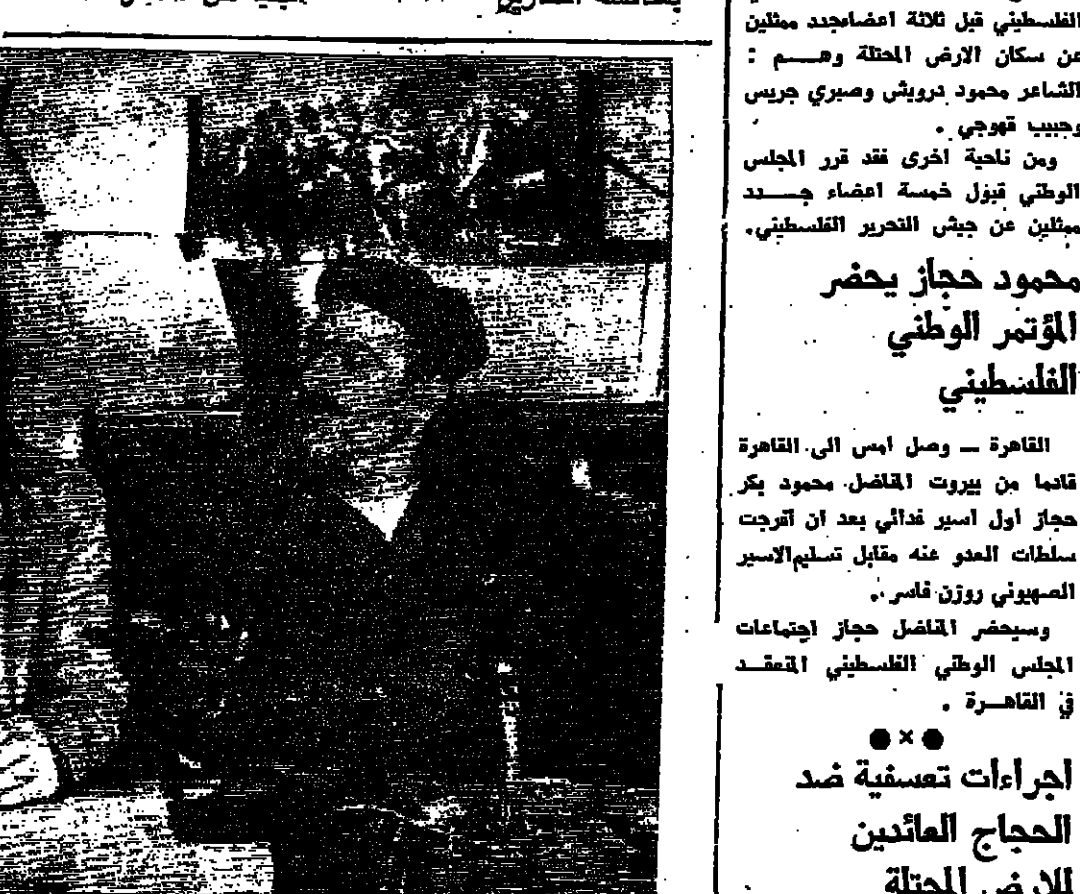 الفلسطيني قبل ثلاثة اعضاءجدد ممثلين
عن سكان الارض المحتلة وهــــم :
الشاعر محمود درويش وصبري جريس
وحبيب قهوجي .
ومن ناحية اخرى فقد قرر المجلس
الوطني قبول خمسة اعضاء جــــدد
ممثلين عن جيش التحرير الفلسطيني.
محمود حجاز يحضر
المؤتمر الوطني
الفلسطيني
القاهرة — وصل امس الى القاهرة
قادما من بيروت المناضل محمود بكر
حجاز اول اسير فدائي بعد ان افرجت
سلطات العدو عنه مقابل تسليم الاسير
الصهيوني روزن فاسر .
وسيحضر المناضل حجاز اجتماعات
المجلس الوطني الفلسطيني المنعقــد
في القاهــرة .
● × ●
اجراءات تعسفية ضد
الحجاج العائدين
للارض المحتلة